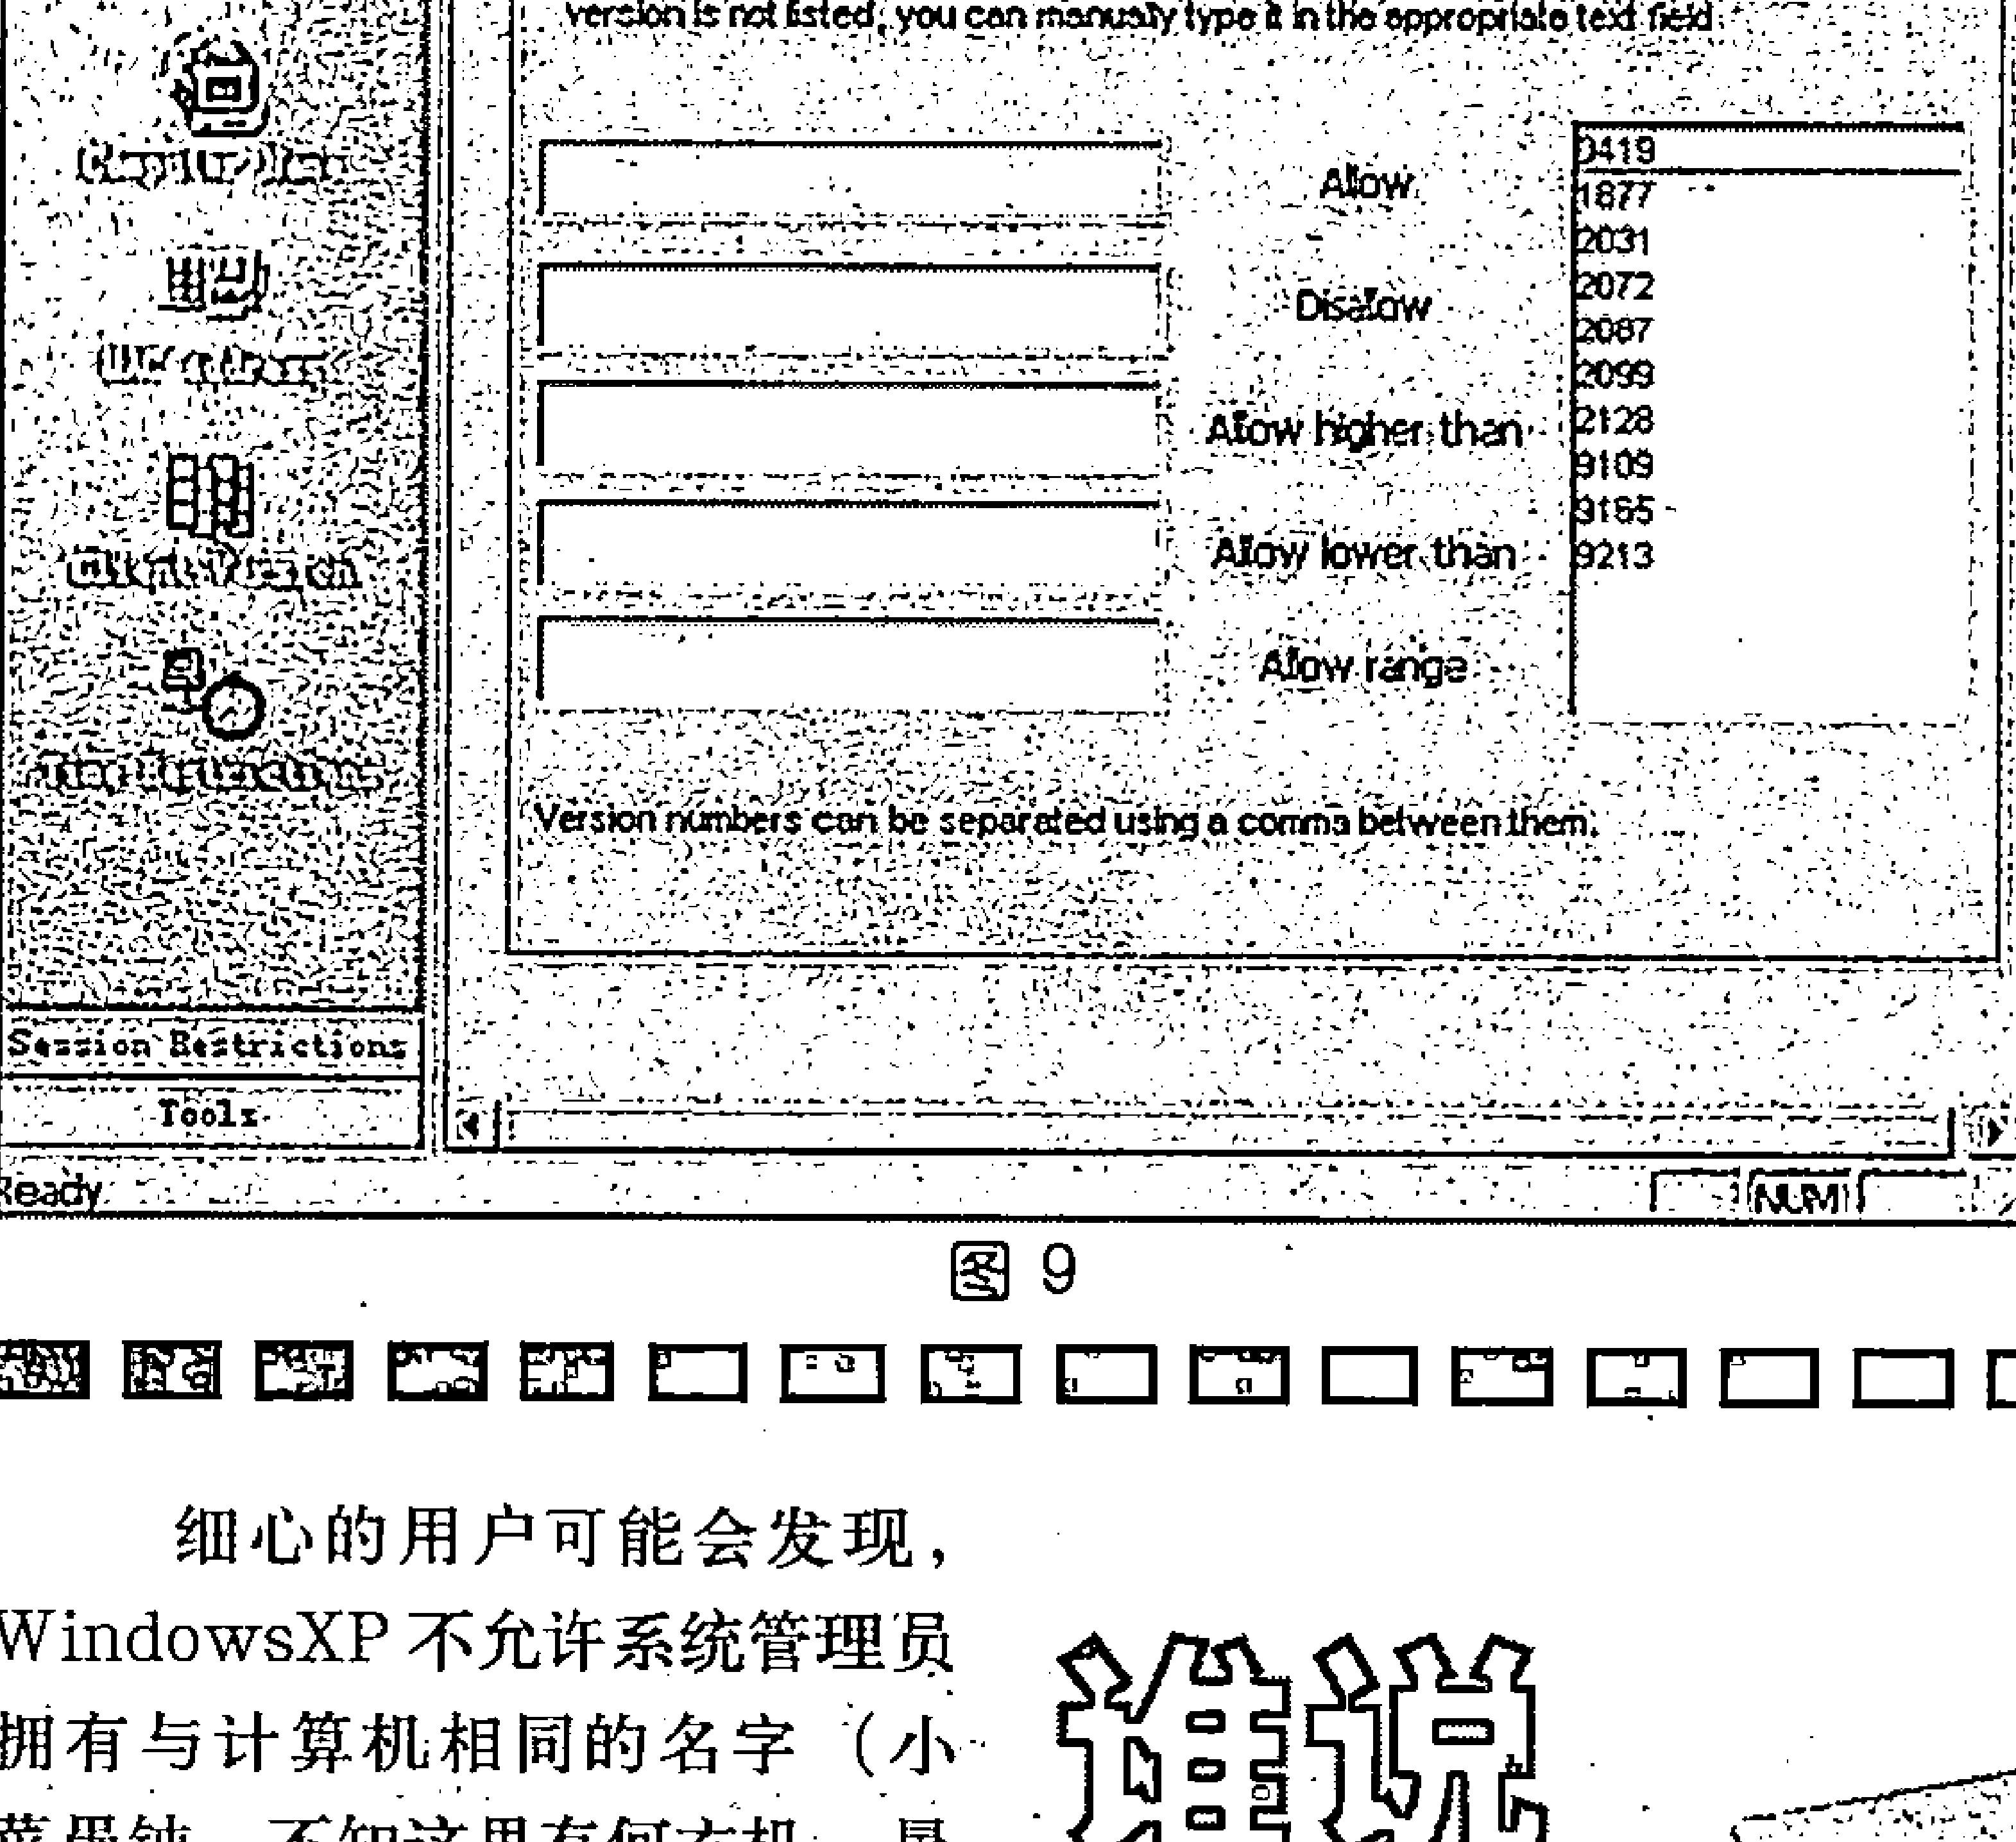 version is not listed, you can manually type it in the appropriate text field
Allow
Disallow
Allow higher than
Allow lower than
Allow range
0419
1877
2031
2072
2087
2099
2128
9109
9165
9213
Client Version
Version numbers can be separated using a comma between them.
Session Restrictions
Tools
Ready
NUM
图 9
细心的用户可能会发现，
WindowsXP 不允许系统管理员
拥有与计算机相同的名字（小